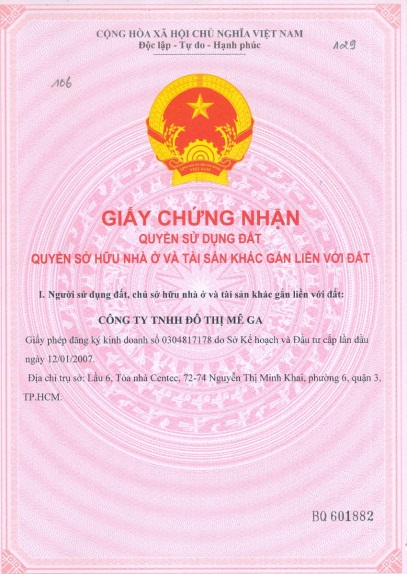 CỘNG HÒA XÃ HỘI CHỦ NGHĨA VIỆT NAM
Độc lập - Tự do - Hạnh phúc
129
106
GIẤY CHỨNG NHẬN
QUYỀN SỬ DỤNG ĐẤT
QUYỀN SỞ HỮU NHÀ Ở VÀ TÀI SẢN KHÁC GẮN LIỀN VỚI ĐẤT
I. Người sử dụng đất, chủ sở hữu nhà ở và tài sản khác gắn liền với đất:
CÔNG TY TNHH ĐÔ THỊ MÊ GA
Giấy phép đăng ký kinh doanh số 0304817178 do Sở Kế hoạch và Đầu tư cấp lần đầu
ngày 12/01/2007.
Địa chỉ trụ sở: Lầu 6, Tòa nhà Centec, 72-74 Nguyễn Thị Minh Khai, phường 6, quận 3,
TP.HCM.
BQ 601882